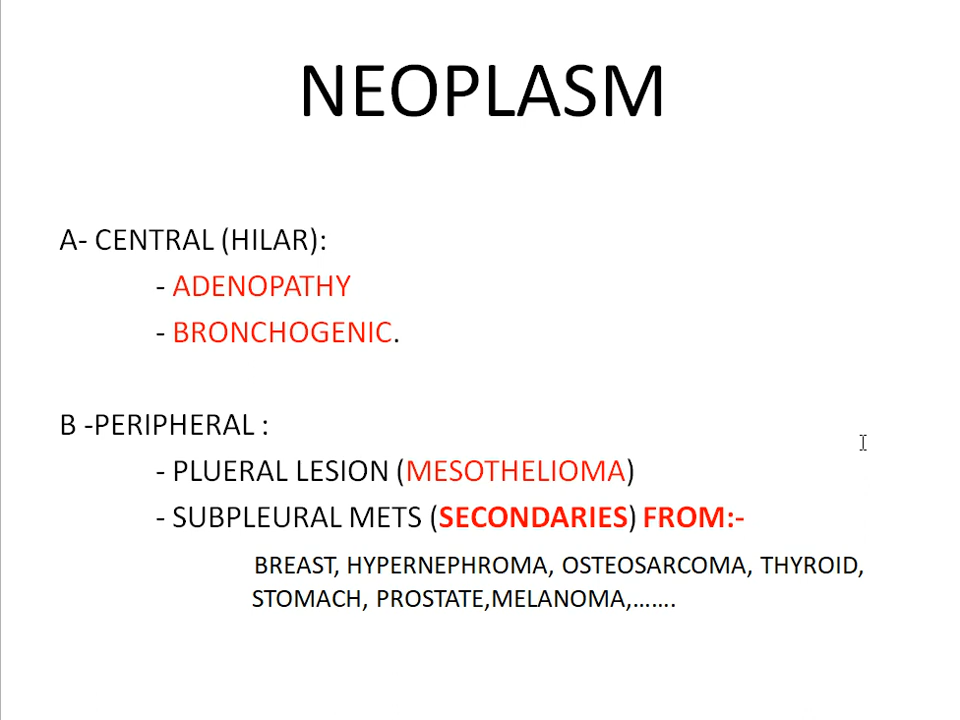 NEOPLASM
A- CENTRAL (HILAR):
- ADENOPATHY
- BRONCHOGENIC.
B -PERIPHERAL :
- PLUERAL LESION (MESOTHELIOMA)
- SUBPLEURAL METS (SECONDARIES) FROM:-
BREAST, HYPERNEPHROMA, OSTEOSARCOMA, THYROID,
STOMACH, PROSTATE,MELANOMA,.......